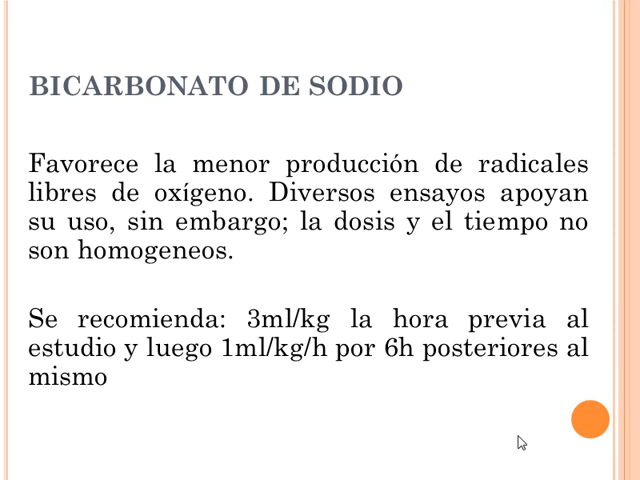 BICARBONATO DE SODIO
Favorece la menor producción de radicales
libres de oxígeno. Diversos ensayos apoyan
su uso, sin embargo; la dosis y el tiempo no
son homogeneos.
Se recomienda: 3ml/kg la hora previa al
estudio y luego 1ml/kg/h por 6h posteriores al
mismo